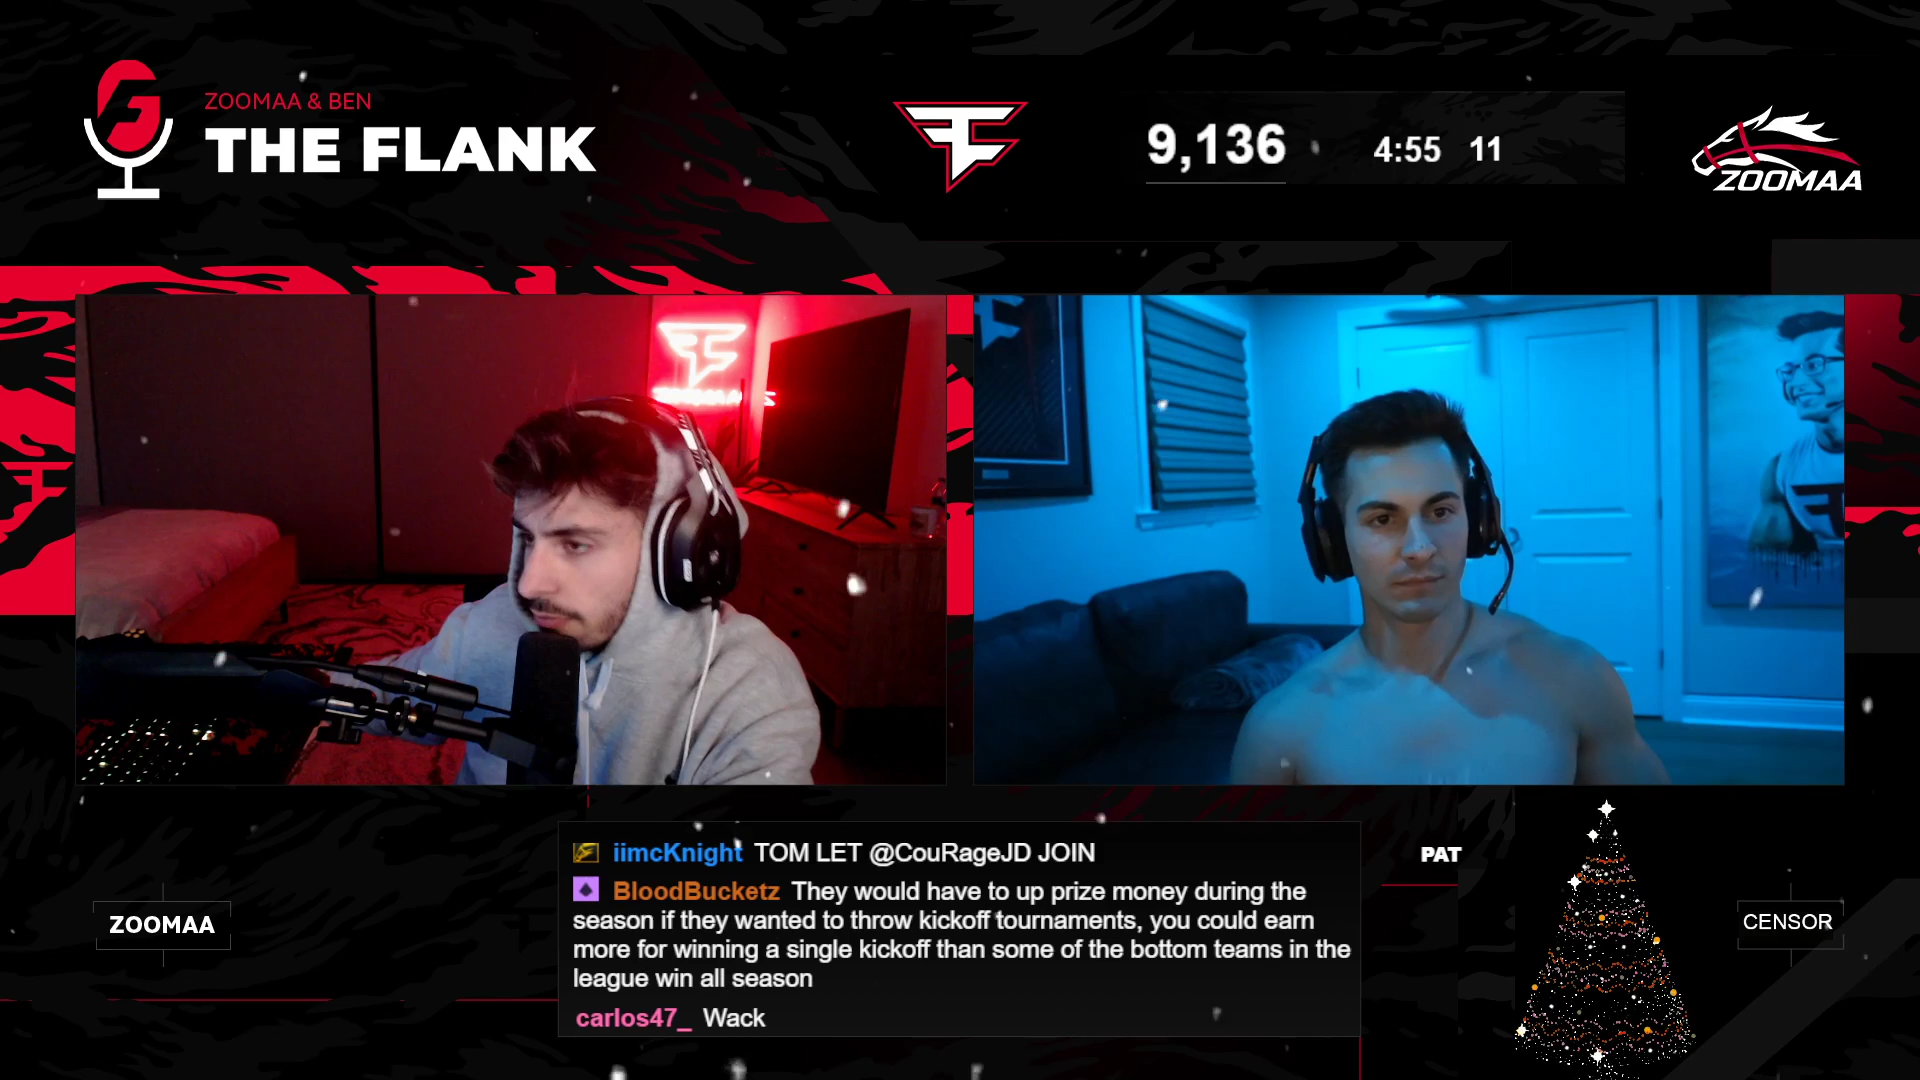 ZOOMAA & BEN
THE FLANK
9,136
4:55 11
ZOOMAA
iimcKnight TOM LET @CouRageJD JOIN
BloodBucketz They would have to up prize money during the
season if they wanted to throw kickoff tournaments, you could earn
more for winning a single kickoff than some of the bottom teams in the
league win all season
carlos47_ Wack
ZOOMAA
PAT
CENSOR